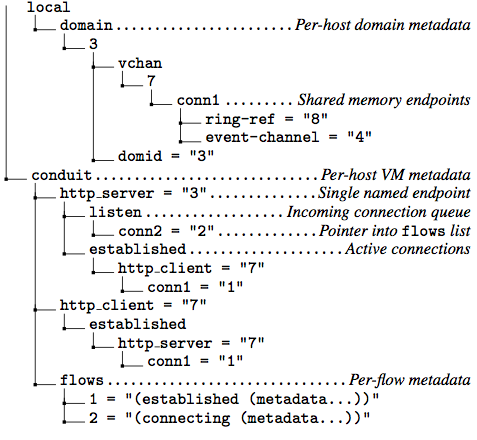 local
domain........................Per-host domain metadata
3
vchan
7
conn1.........Shared memory endpoints
ring-ref = "8"
event-channel = "4"
domid = "3"
conduit...............................Per-host VM metadata
http_server = "3"...............Single named endpoint
listen...................Incoming connection queue
conn2 = "2"...............Pointer into flows list
established......................Active connections
http_client = "7"
conn1 = "1"
http_client = "7"
established
http_server = "7"
conn1 = "1"
flows..................................Per-flow metadata
1 = "(established (metadata...))"
2 = "(connecting (metadata...))"